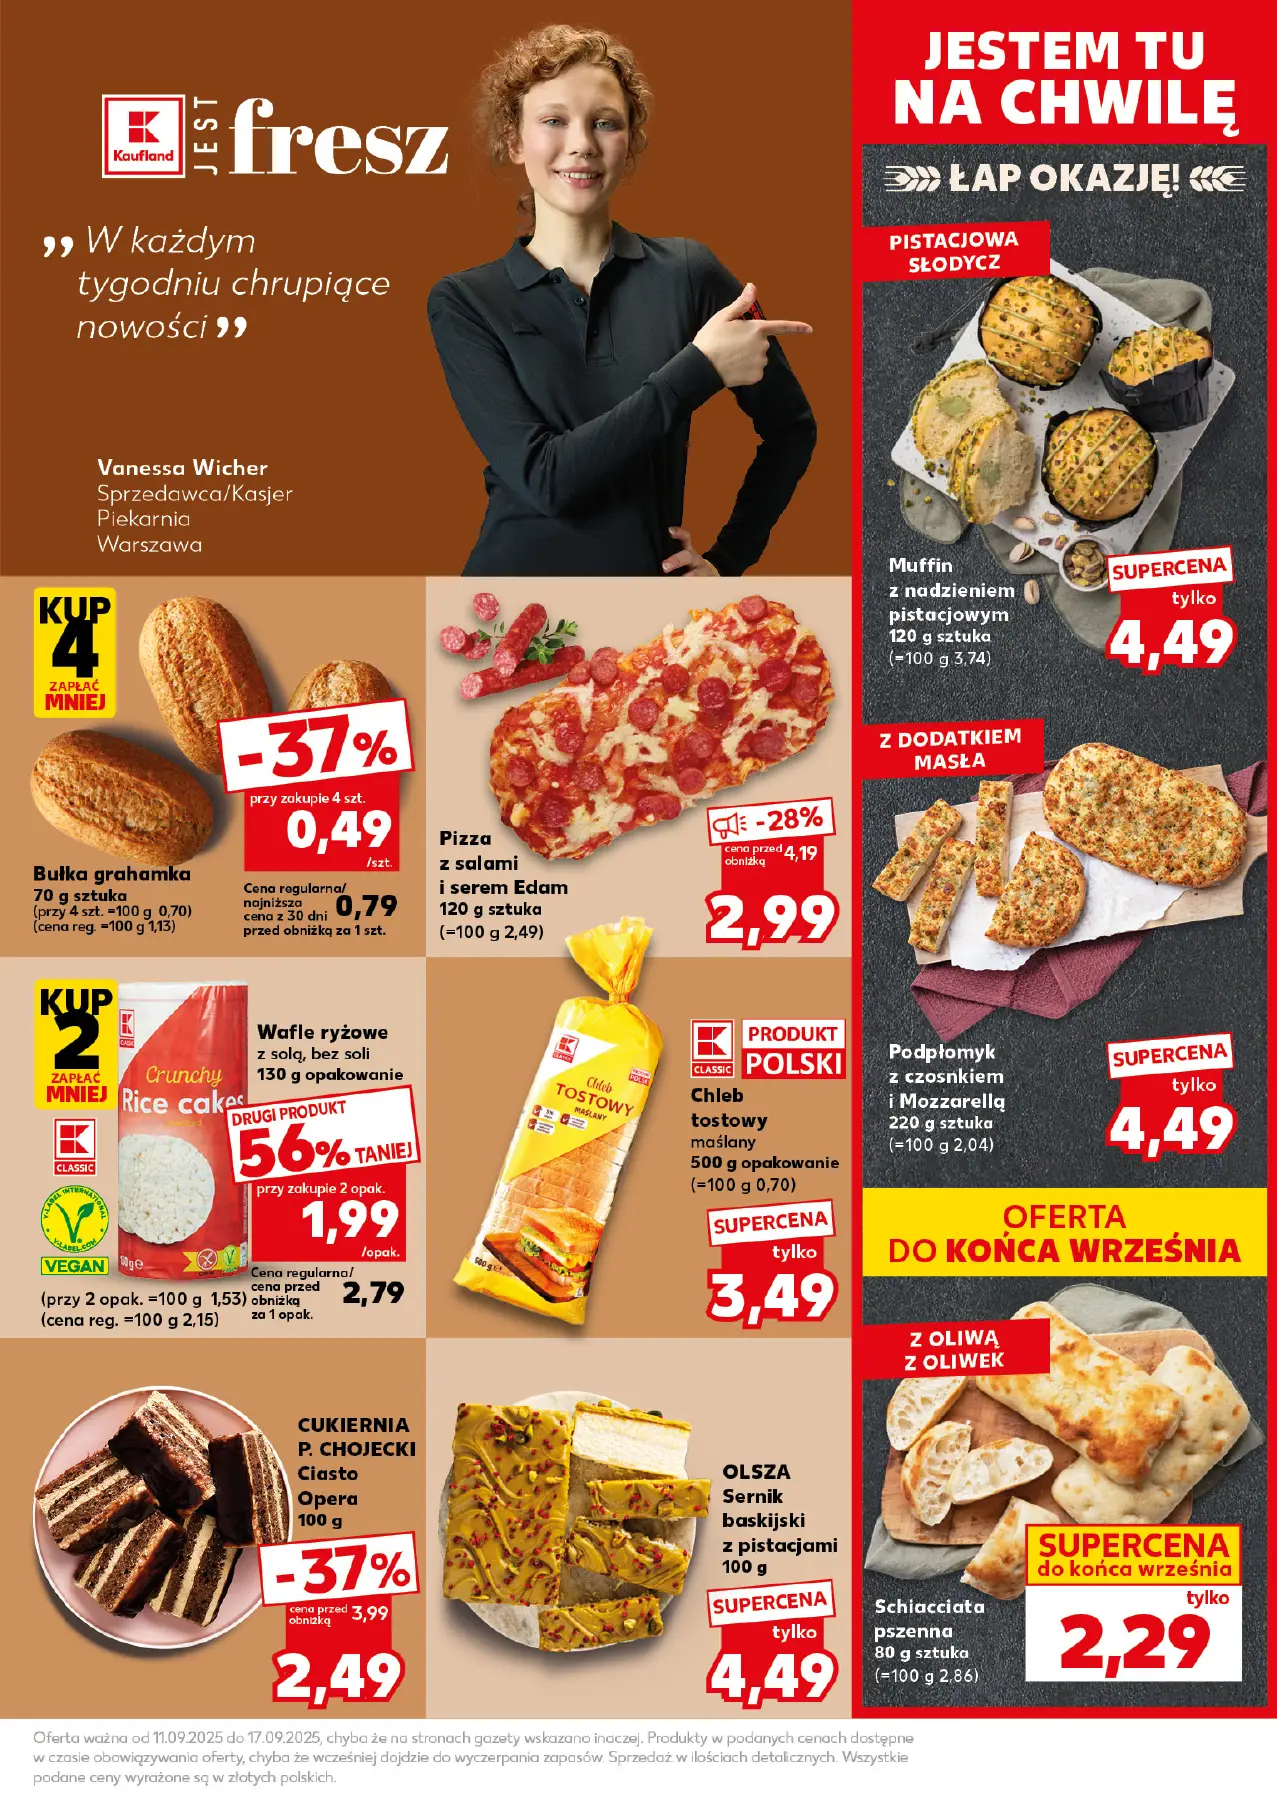 Kaufland
JEST
fresz
„ W każdym
tygodniu chrupiące
nowości ”
Vanessa Wicher
Sprzedawca/Kasjer
Piekarnia
Warszawa
JESTEM TU
NA CHWILĘ
ŁAP OKAZJĘ!
PISTACJOWA
SŁODYCZ
Muffin
z nadzieniem
pistacjowym
120 g sztuka
(=100 g 3,74)
SUPERCENA
tylko
4,49
Z DODATKIEM
MASŁA
Podpłomyk
z czosnkiem
i Mozzarellą
220 g sztuka
(=100 g 2,04)
SUPERCENA
tylko
4,49
OFERTA
DO KOŃCA WRZEŚNIA
Z OLIWĄ
Z OLIWEK
Schiacciata
pszenna
80 g sztuka
(=100 g 2,86)
SUPERCENA
do końca września
tylko
2,29
KUP
4
ZAPŁAĆ
MNIEJ
-37%
przy zakupie 4 szt.
0,49
/szt.
Bułka grahamka
70 g sztuka
(przy 4 szt. =100 g 0,70)
(cena reg. =100 g 1,13)
Cena regularna/
najniższa
cena z 30 dni
przed obniżką za 1 szt.
0,79
Pizza
z salami
i serem Edam
120 g sztuka
(=100 g 2,49)
-28%
cena przed
obniżką
4,19
2,99
KUP
2
ZAPŁAĆ
MNIEJ
CLASSIC
V-LABEL INTERNATIONAL
V-LABEL.COM
VEGAN
CLASSIC
Crunchy
Rice cakes
Wafle ryżowe
z solą, bez soli
130 g opakowanie
DRUGI PRODUKT
56% TANIEJ
przy zakupie 2 opak.
1,99
/opak.
Cena regularna/
cena przed
obniżką
za 1 opak.
2,79
(przy 2 opak. =100 g 1,53)
(cena reg. =100 g 2,15)
CLASSIC
Chleb
TOSTOWY
MAŚLANY
500 g
CLASSIC
PRODUKT
POLSKI
Chleb
tostowy
maślany
500 g opakowanie
(=100 g 0,70)
SUPERCENA
tylko
3,49
CUKIERNIA
P. CHOJECKI
Ciasto
Opera
100 g
-37%
cena przed
obniżką
3,99
2,49
OLSZA
Sernik
baskijski
z pistacjami
100 g
SUPERCENA
tylko
4,49
Oferta ważna od 11.09.2025 do 17.09.2025, chyba że na stronach gazety wskazano inaczej. Produkty w podanych cenach dostępne
w czasie obowiązywania oferty, chyba że wcześniej dojdzie do wyczerpania zapasów. Sprzedaż w ilościach detalicznych. Wszystkie
podane ceny wyrażone są w złotych polskich.